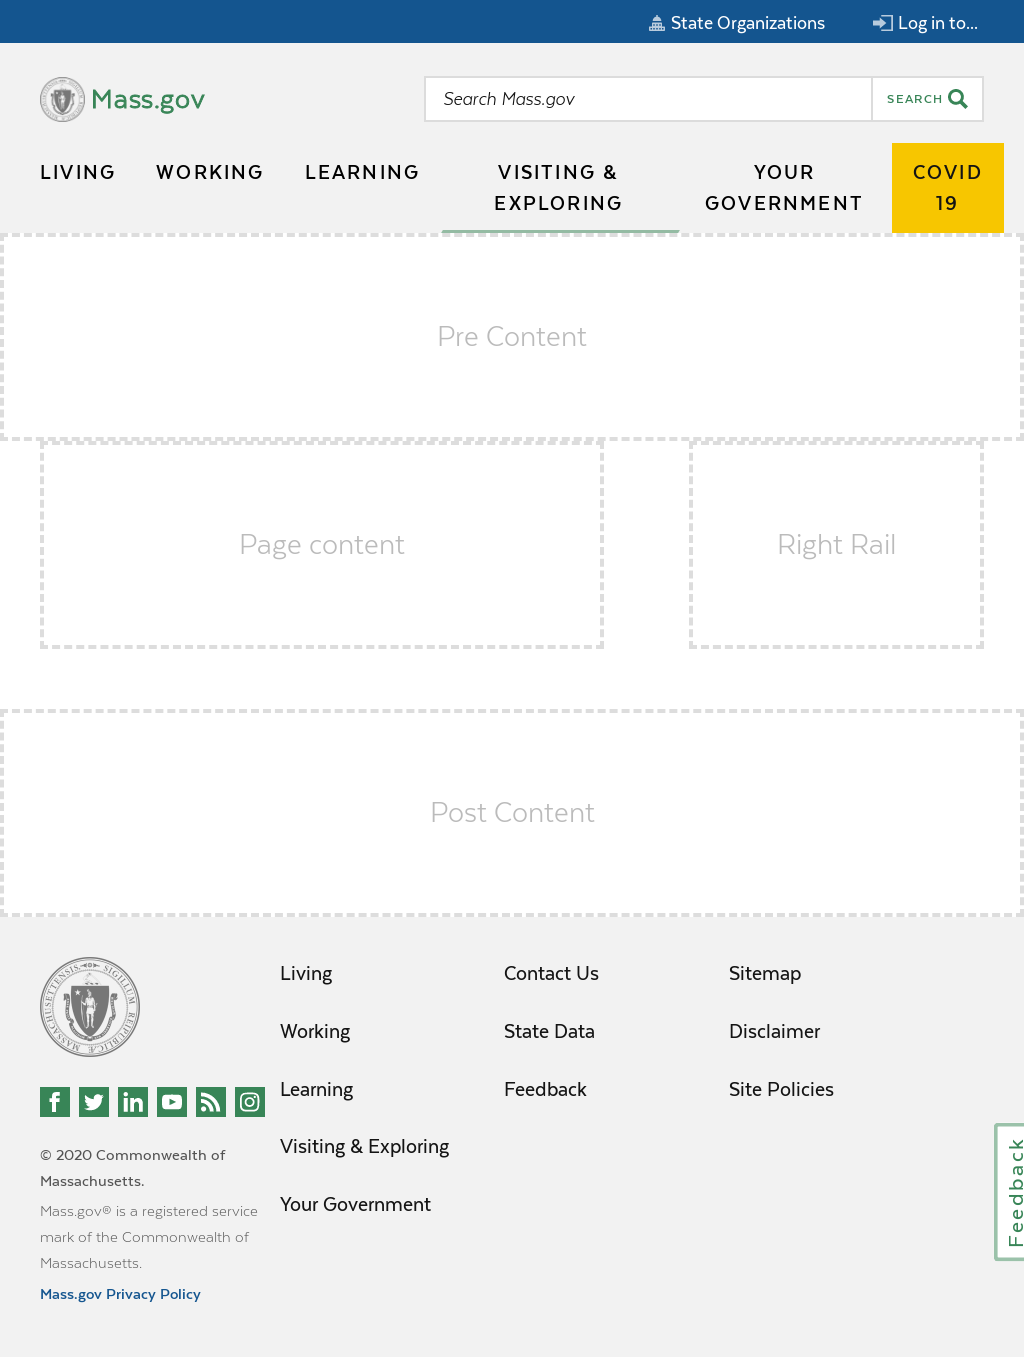 State Organizations
Log in to...
Mass.gov
Search Mass.gov
SEARCH
LIVING
WORKING
LEARNING
VISITING &
EXPLORING
YOUR
GOVERNMENT
COVID
19
Pre Content
Page content
Right Rail
Post Content
Living
Contact Us
Sitemap
Working
State Data
Disclaimer
Learning
Feedback
Site Policies
Visiting & Exploring
Your Government
© 2020 Commonwealth of
Massachusetts.
Mass.gov® is a registered service
mark of the Commonwealth of
Massachusetts.
Mass.gov Privacy Policy
Feedback